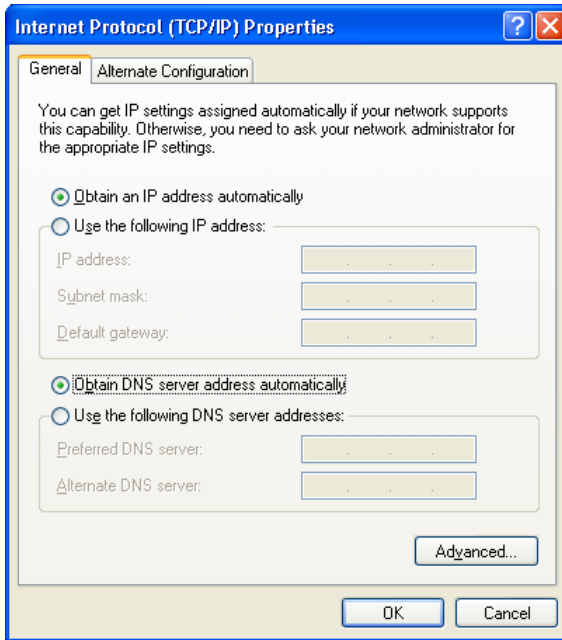 Internet Protocol (TCP/IP) Properties
General
Alternate Configuration
You can get IP settings assigned automatically if your network supports
this capability. Otherwise, you need to ask your network administrator for
the appropriate IP settings.
Obtain an IP address automatically
Use the following IP address:
IP address:
Subnet mask:
Default gateway:
Obtain DNS server address automatically
Use the following DNS server addresses:
Preferred DNS server:
Alternate DNS server:
Advanced...
OK
Cancel